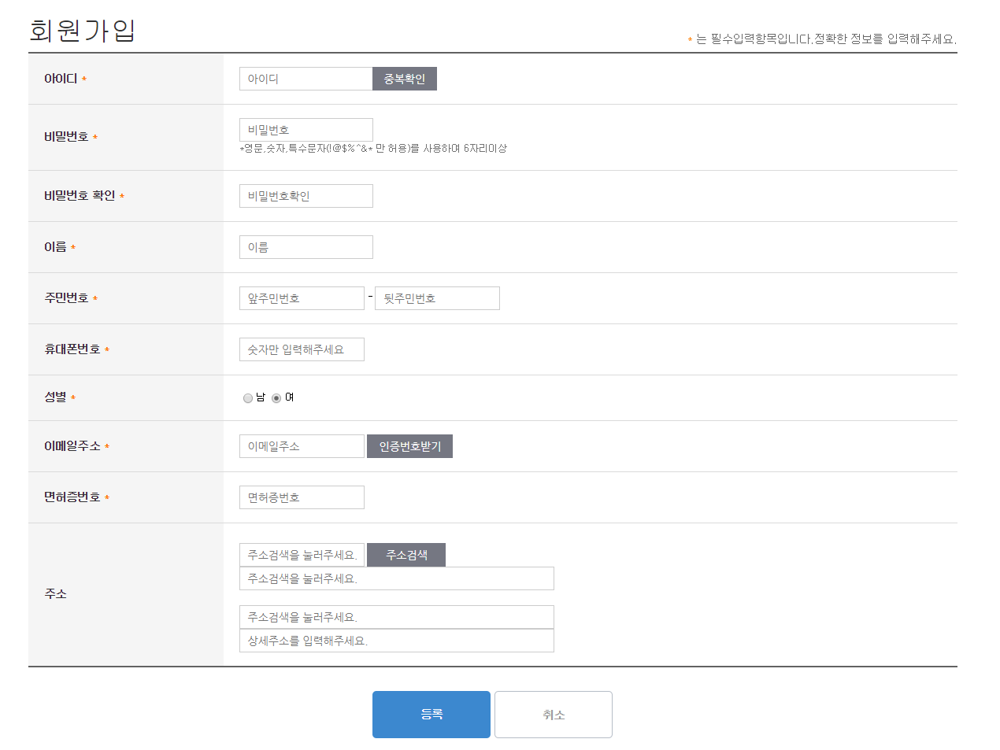 회원가입
* 는 필수입력항목입니다.정확한 정보를 입력해주세요.
아이디 * 아이디 중복확인
비밀번호 * 비밀번호
*영문,숫자,특수문자(!@$%^&* 만 허용)를 사용하여 6자리이상
비밀번호 확인 * 비밀번호확인
이름 * 이름
주민번호 * 앞주민번호 - 뒷주민번호
휴대폰번호 * 숫자만 입력해주세요
성별 * 남 여
이메일주소 * 이메일주소 인증번호받기
면허증번호 * 면허증번호
주소
주소검색을 눌러주세요. 주소검색
주소검색을 눌러주세요.
주소검색을 눌러주세요.
상세주소를 입력해주세요.
등록 취소